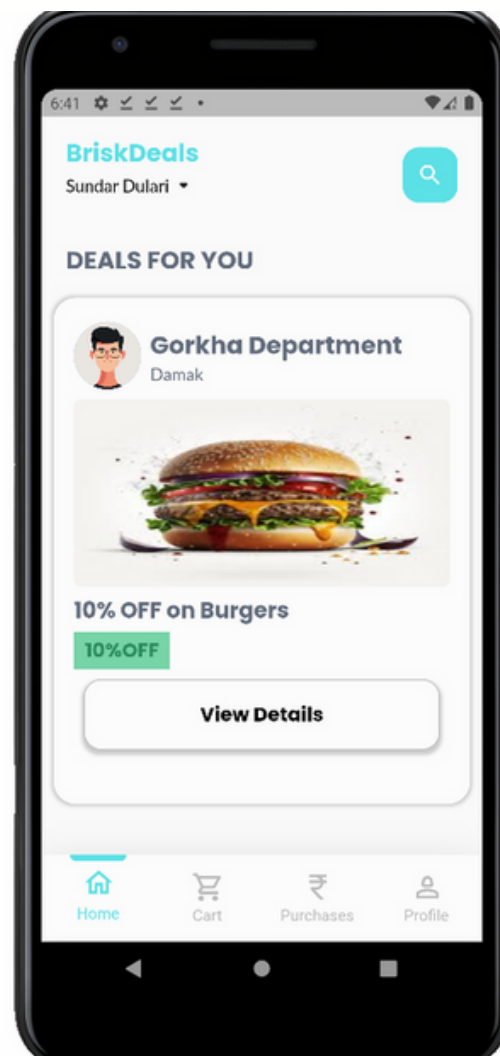 6:41
BriskDeals
Sundar Dulari
DEALS FOR YOU
Gorkha Department
Damak
10% OFF on Burgers
10%OFF
View Details
Home Cart Purchases Profile